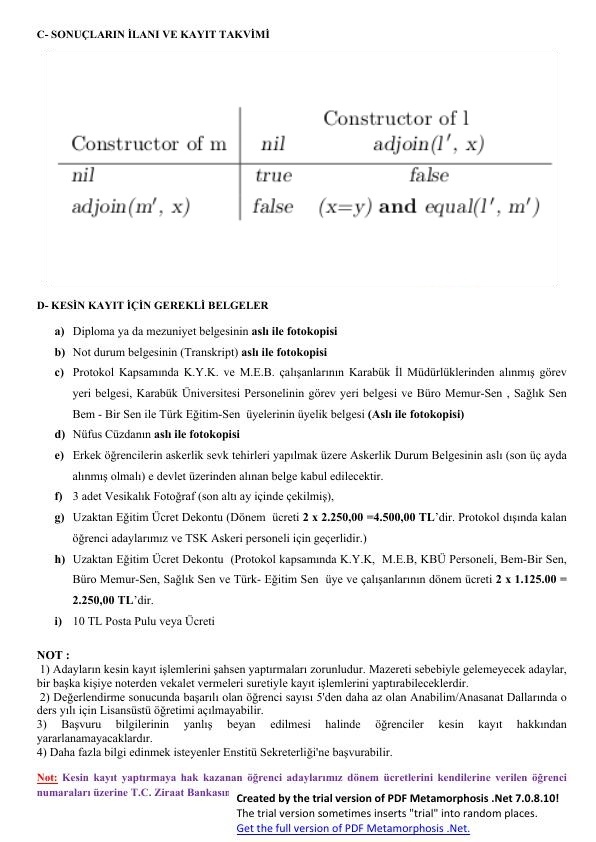 C- SONUÇLARIN İLANI VE KAYIT TAKVİMİ
Constructor of l
Constructor of m nil adjoin(l′, x)
nil true false
adjoin(m′, x) false (x=y) and equal(l′, m′)
D- KESİN KAYIT İÇİN GEREKLİ BELGELER
a) Diploma ya da mezuniyet belgesinin aslı ile fotokopisi
b) Not durum belgesinin (Transkript) aslı ile fotokopisi
c) Protokol Kapsamında K.Y.K. ve M.E.B. çalışanlarının Karabük İl Müdürlüklerinden alınmış görev
yeri belgesi, Karabük Üniversitesi Personelinin görev yeri belgesi ve Büro Memur-Sen , Sağlık Sen
Bem - Bir Sen ile Türk Eğitim-Sen üyelerinin üyelik belgesi (Aslı ile fotokopisi)
d) Nüfus Cüzdanın aslı ile fotokopisi
e) Erkek öğrencilerin askerlik sevk tehirleri yapılmak üzere Askerlik Durum Belgesinin aslı (son üç ayda
alınmış olmalı) e devlet üzerinden alınan belge kabul edilecektir.
f) 3 adet Vesikalık Fotoğraf (son altı ay içinde çekilmiş),
g) Uzaktan Eğitim Ücret Dekontu (Dönem ücreti 2 x 2.250,00 =4.500,00 TL’dir. Protokol dışında kalan
öğrenci adaylarımız ve TSK Askeri personeli için geçerlidir.)
h) Uzaktan Eğitim Ücret Dekontu (Protokol kapsamında K.Y.K, M.E.B, KBÜ Personeli, Bem-Bir Sen,
Büro Memur-Sen, Sağlık Sen ve Türk- Eğitim Sen üye ve çalışanlarının dönem ücreti 2 x 1.125.00 =
2.250,00 TL’dir.
i) 10 TL Posta Pulu veya Ücreti
NOT :
1) Adayların kesin kayıt işlemlerini şahsen yaptırmaları zorunludur. Mazereti sebebiyle gelemeyecek adaylar,
bir başka kişiye noterden vekalet vermeleri suretiyle kayıt işlemlerini yaptırabileceklerdir.
2) Değerlendirme sonucunda başarılı olan öğrenci sayısı 5'den daha az olan Anabilim/Anasanat Dallarında o
ders yılı için Lisansüstü öğretimi açılmayabilir.
3) Başvuru bilgilerinin yanlış beyan edilmesi halinde öğrenciler kesin kayıt hakkından
yararlanamayacaklardır.
4) Daha fazla bilgi edinmek isteyenler Enstitü Sekreterliği'ne başvurabilir.
Not: Kesin kayıt yaptırmaya hak kazanan öğrenci adaylarımız dönem ücretlerini kendilerine verilen öğrenci
numaraları üzerine T.C. Ziraat Bankasın
Created by the trial version of PDF Metamorphosis .Net 7.0.8.10!
The trial version sometimes inserts "trial" into random places.
Get the full version of PDF Metamorphosis .Net.